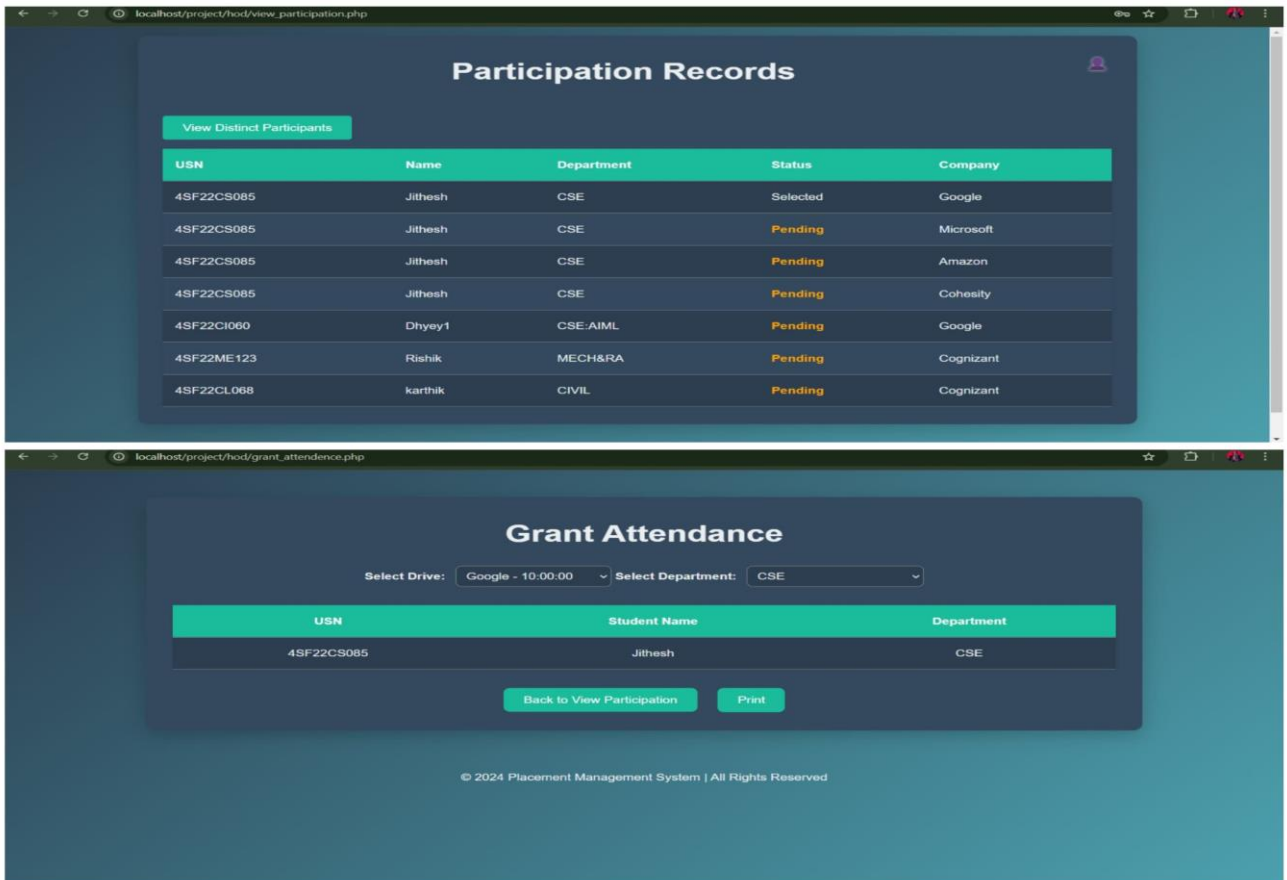 localhost/project/hod/view_participation.php
Participation Records
View Distinct Participants
USN Name Department Status Company
4SF22CS085 Jithesh CSE Selected Google
4SF22CS085 Jithesh CSE Pending Microsoft
4SF22CS085 Jithesh CSE Pending Amazon
4SF22CS085 Jithesh CSE Pending Cohesity
4SF22CI060 Dhyey1 CSE:AIML Pending Google
4SF22ME123 Rishik MECH&RA Pending Cognizant
4SF22CL068 karthik CIVIL Pending Cognizant
localhost/project/hod/grant_attendence.php
Grant Attendance
Select Drive: Google - 10:00:00 Select Department: CSE
USN Student Name Department
4SF22CS085 Jithesh CSE
Back to View Participation Print
© 2024 Placement Management System | All Rights Reserved